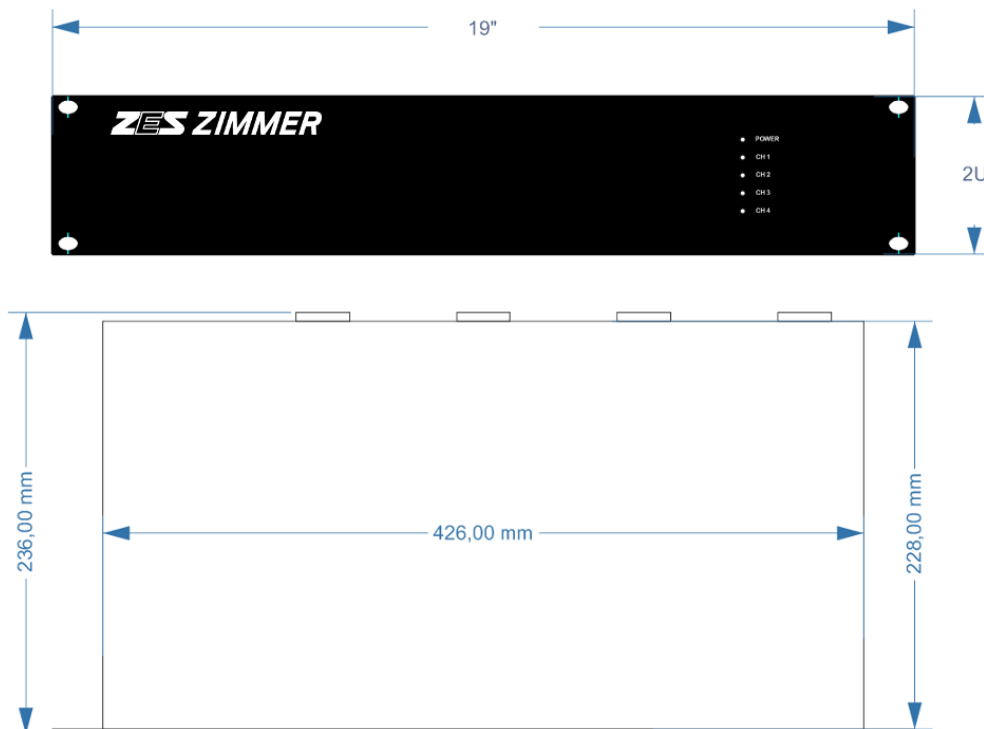 19"
ZES ZIMMER
POWER
CH 1
CH 2
CH 3
CH 4
2U
236,00 mm
426,00 mm
228,00 mm